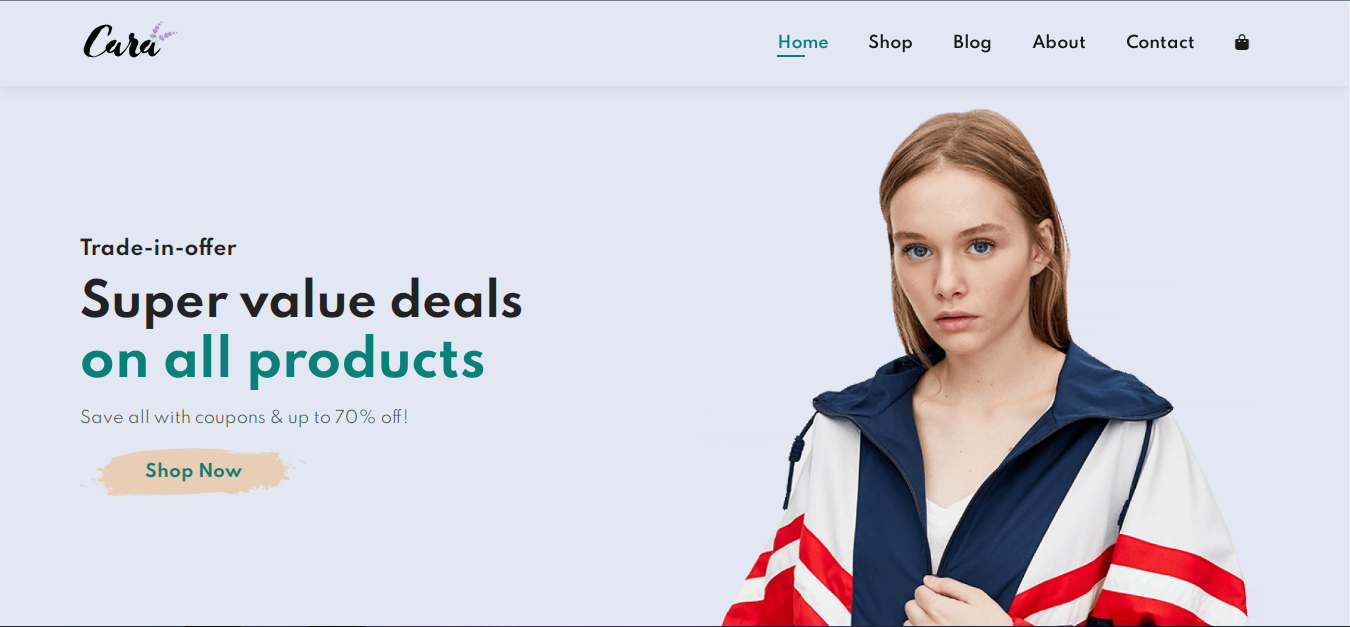 Cara
Home Shop Blog About Contact
Trade-in-offer
Super value deals
on all products
Save all with coupons & up to 70% off!
Shop Now